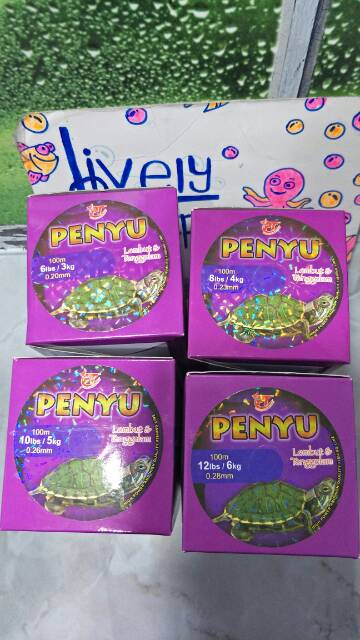 Lively
PENYU
100m
6lbs / 3kg
0.20mm
Lembut &
Tenggelam
PENYU
100m
8lbs / 4kg
0.23mm
Lembut &
Tenggelam
PENYU
100m
10lbs / 5kg
0.26mm
Lembut &
Tenggelam
PENYU
100m
12lbs / 6kg
0.28mm
Lembut &
Tenggelam